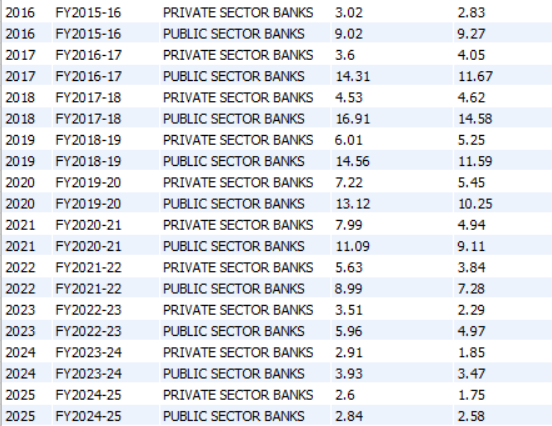 2016 FY2015-16 PRIVATE SECTOR BANKS 3.02 2.83
2016 FY2015-16 PUBLIC SECTOR BANKS 9.02 9.27
2017 FY2016-17 PRIVATE SECTOR BANKS 3.6 4.05
2017 FY2016-17 PUBLIC SECTOR BANKS 14.31 11.67
2018 FY2017-18 PRIVATE SECTOR BANKS 4.53 4.62
2018 FY2017-18 PUBLIC SECTOR BANKS 16.91 14.58
2019 FY2018-19 PRIVATE SECTOR BANKS 6.01 5.25
2019 FY2018-19 PUBLIC SECTOR BANKS 14.56 11.59
2020 FY2019-20 PRIVATE SECTOR BANKS 7.22 5.45
2020 FY2019-20 PUBLIC SECTOR BANKS 13.12 10.25
2021 FY2020-21 PRIVATE SECTOR BANKS 7.99 4.94
2021 FY2020-21 PUBLIC SECTOR BANKS 11.09 9.11
2022 FY2021-22 PRIVATE SECTOR BANKS 5.63 3.84
2022 FY2021-22 PUBLIC SECTOR BANKS 8.99 7.28
2023 FY2022-23 PRIVATE SECTOR BANKS 3.51 2.29
2023 FY2022-23 PUBLIC SECTOR BANKS 5.96 4.97
2024 FY2023-24 PRIVATE SECTOR BANKS 2.91 1.85
2024 FY2023-24 PUBLIC SECTOR BANKS 3.93 3.47
2025 FY2024-25 PRIVATE SECTOR BANKS 2.6 1.75
2025 FY2024-25 PUBLIC SECTOR BANKS 2.84 2.58